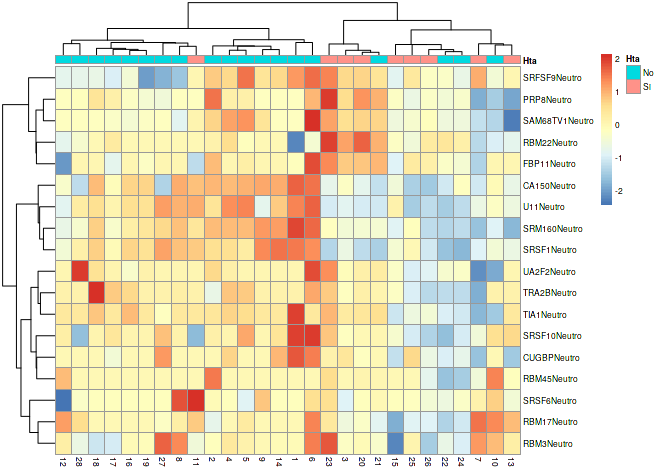 Hta
SRFSF9Neutro
PRP8Neutro
SAM68TV1Neutro
RBM22Neutro
FBP11Neutro
CA150Neutro
U11Neutro
SRM160Neutro
SRSF1Neutro
UA2F2Neutro
TRA2BNeutro
TIA1Neutro
SRSF10Neutro
CUGBPNeutro
RBM45Neutro
SRSF6Neutro
RBM17Neutro
RBM3Neutro
12 28 18 17 16 19 27 8 11 2 4 5 9 14 1 6 23 3 20 21 15 25 26 22 24 7 10 13
2
1
0
-1
-2
Hta
No
Si